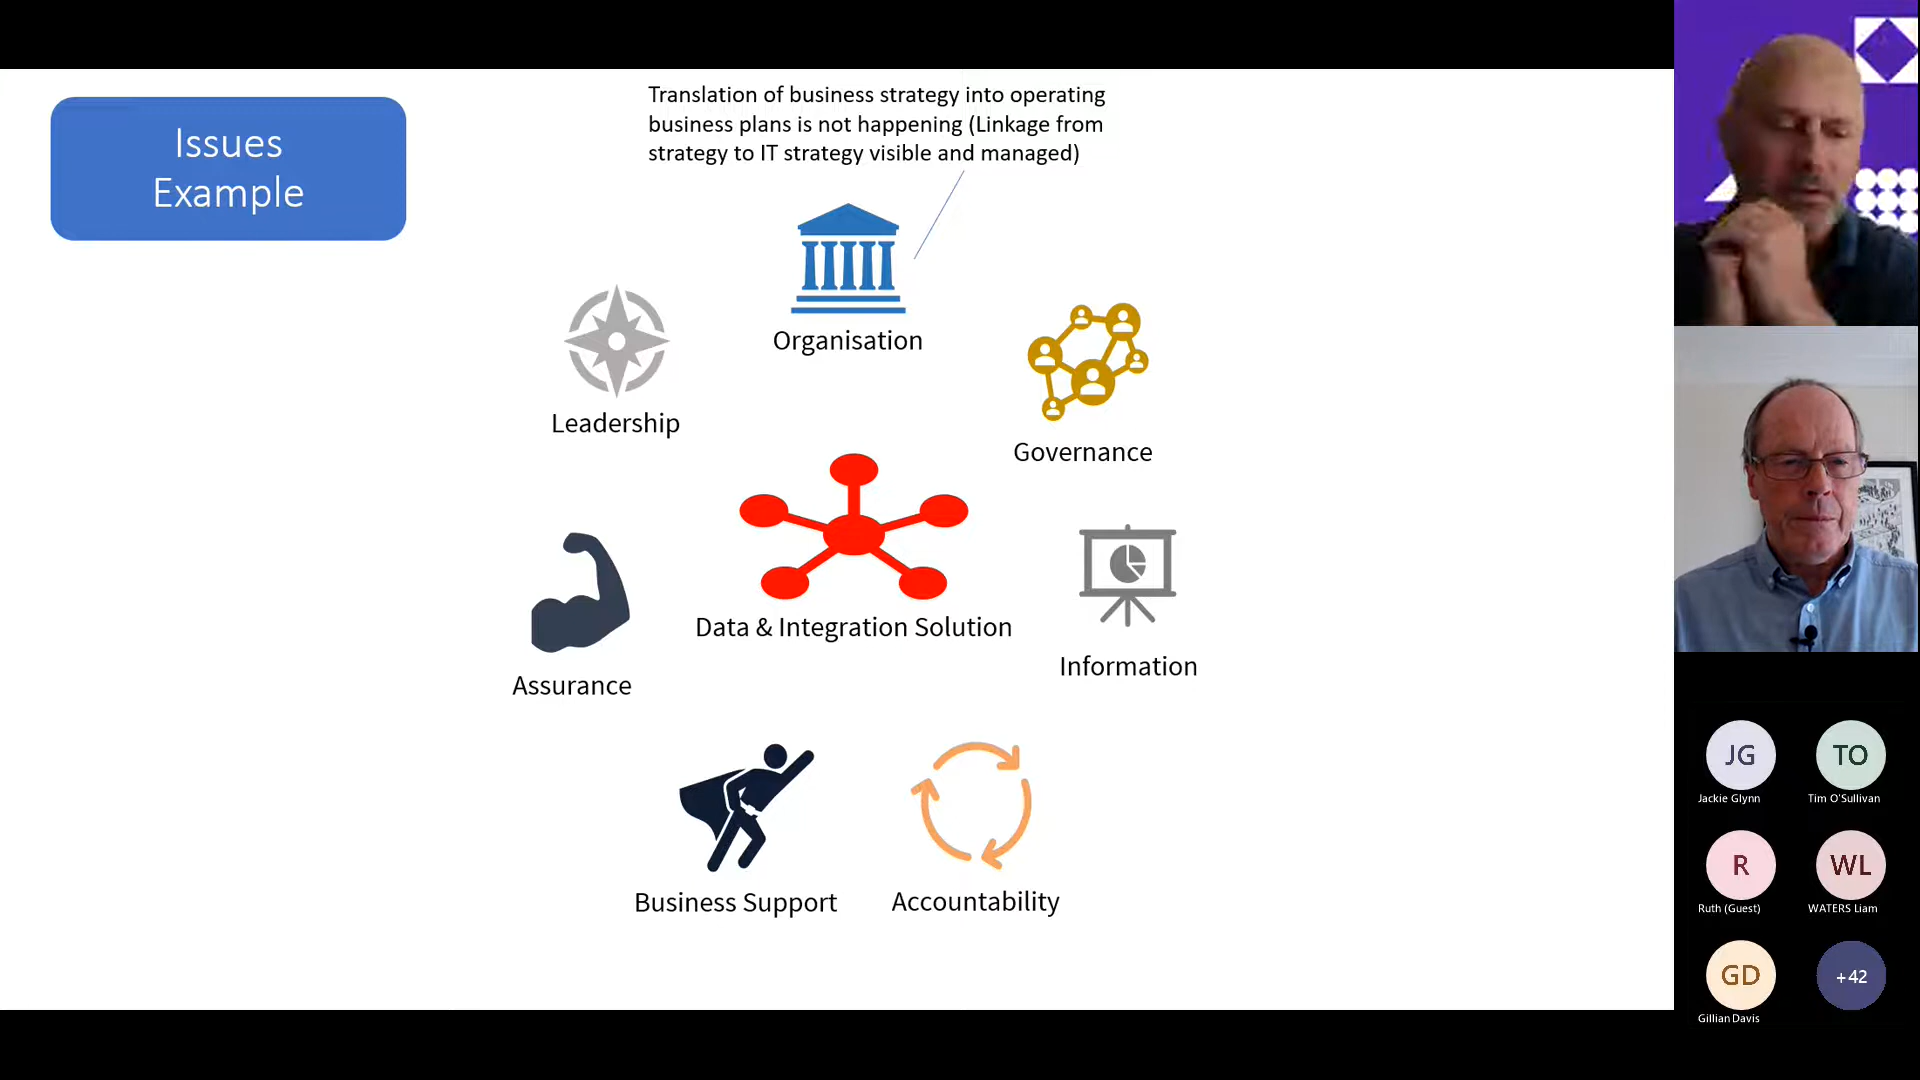 Issues
Example
Translation of business strategy into operating
business plans is not happening (Linkage from
strategy to IT strategy visible and managed)
Organisation
Leadership
Governance
Data & Integration Solution
Information
Assurance
Business Support
Accountability
JG
Jackie Glynn
TO
Tim O'Sullivan
R
Ruth (Guest)
WL
WATERS Liam
GD
Gillian Davis
+42